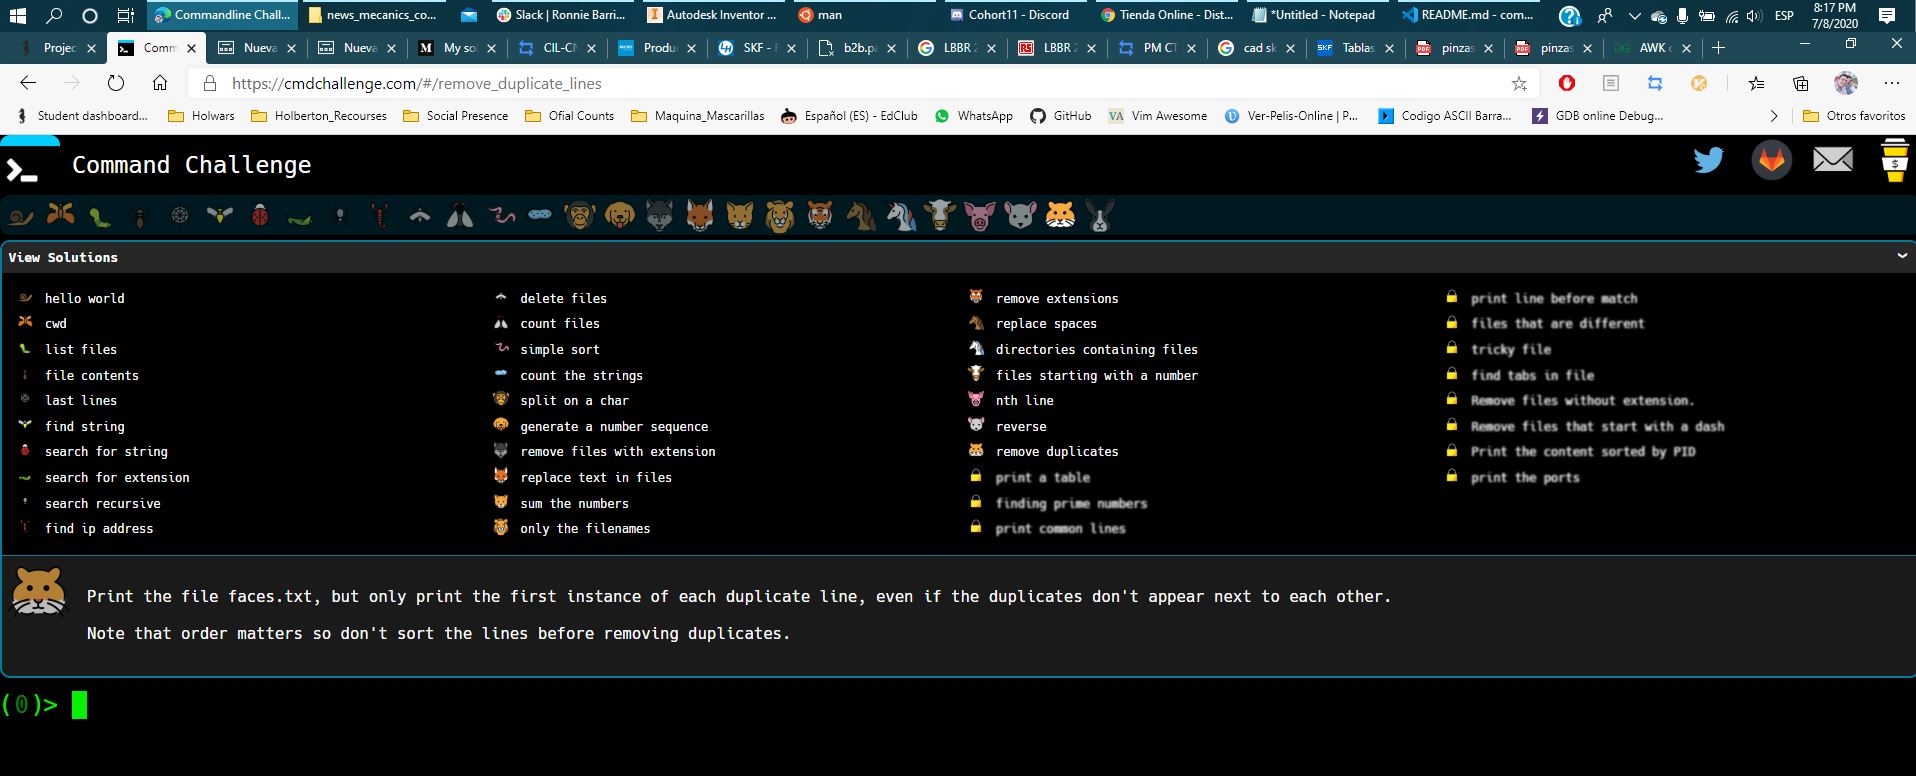 Commandline Chall...
news_mecanics_co...
Slack | Ronnie Barri...
Autodesk Inventor ...
man
Cohort11 - Discord
Tienda Online - Dist...
*Untitled - Notepad
README.md - com...
ESP
8:17 PM
7/8/2020
Projec
Comm
Nueva
Nueva
My sol
CIL-CN
Produ
SKF - F
b2b.pa
LBBR 2
LBBR 2
PM CT
cad sk
Tablas
pinzas
pinzas
AWK c
https://cmdchallenge.com/#/remove_duplicate_lines
Student dashboard...
Holwars
Holberton_Recourses
Social Presence
Ofial Counts
Maquina_Mascarillas
Español (ES) - EdClub
WhatsApp
GitHub
VA Vim Awesome
Ver-Pelis-Online | P...
Codigo ASCII Barra...
GDB online Debug...
Otros favoritos
Command Challenge
View Solutions
hello world
cwd
list files
file contents
last lines
find string
search for string
search for extension
search recursive
find ip address
delete files
count files
simple sort
count the strings
split on a char
generate a number sequence
remove files with extension
replace text in files
sum the numbers
only the filenames
remove extensions
replace spaces
directories containing files
files starting with a number
nth line
reverse
remove duplicates
print a table
finding prime numbers
print common lines
print line before match
files that are different
tricky file
find tabs in file
Remove files without extension.
Remove files that start with a dash
Print the content sorted by PID
print the ports
Print the file faces.txt, but only print the first instance of each duplicate line, even if the duplicates don't appear next to each other.
Note that order matters so don't sort the lines before removing duplicates.
(0)>